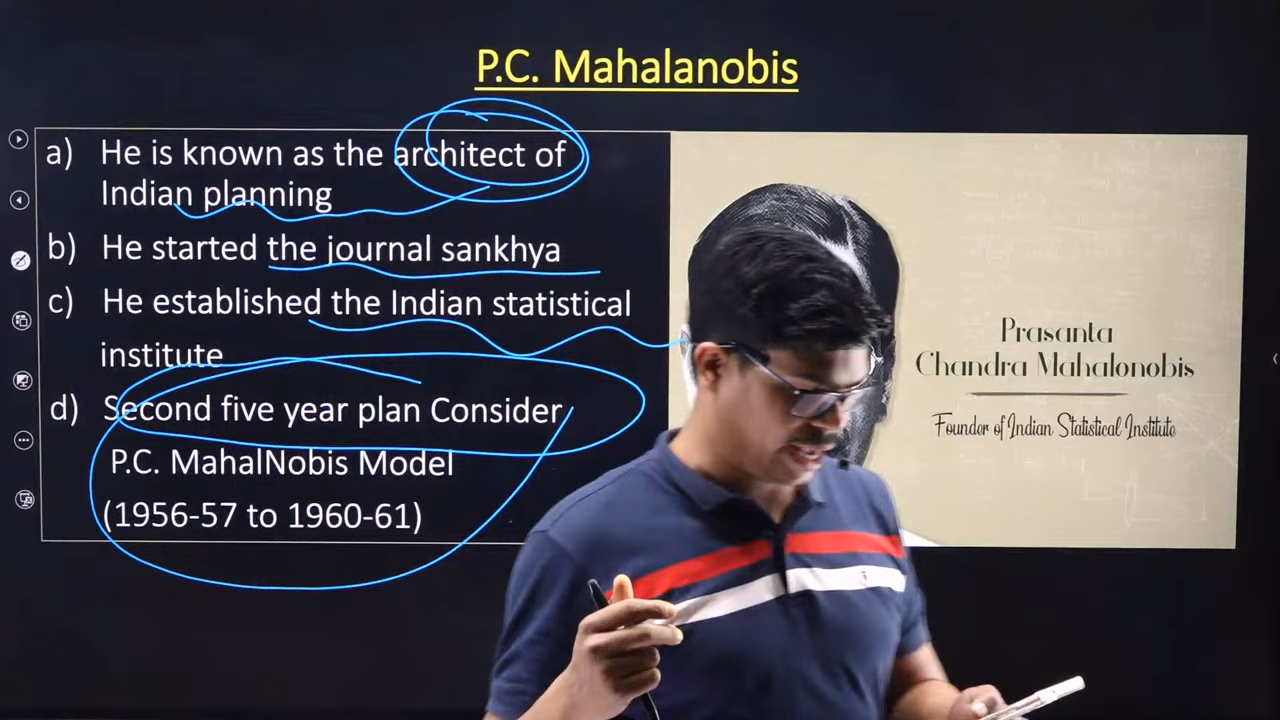 P.C. Mahalanobis
a) He is known as the architect of
Indian planning
b) He started the journal sankhya
c) He established the Indian statistical
institute
d) Second five year plan Consider
P.C. MahalNobis Model
(1956-57 to 1960-61)
Prasanta
Chandra Mahalonobis
Founder of Indian Statistical Institute